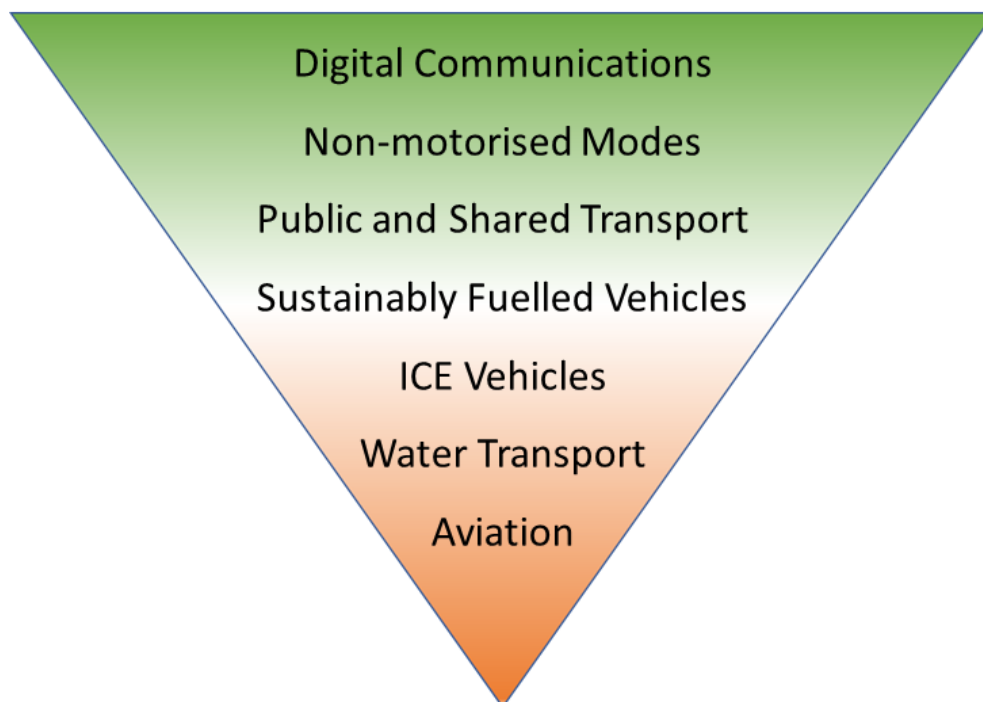 Digital Communications
Non-motorised Modes
Public and Shared Transport
Sustainably Fuelled Vehicles
ICE Vehicles
Water Transport
Aviation